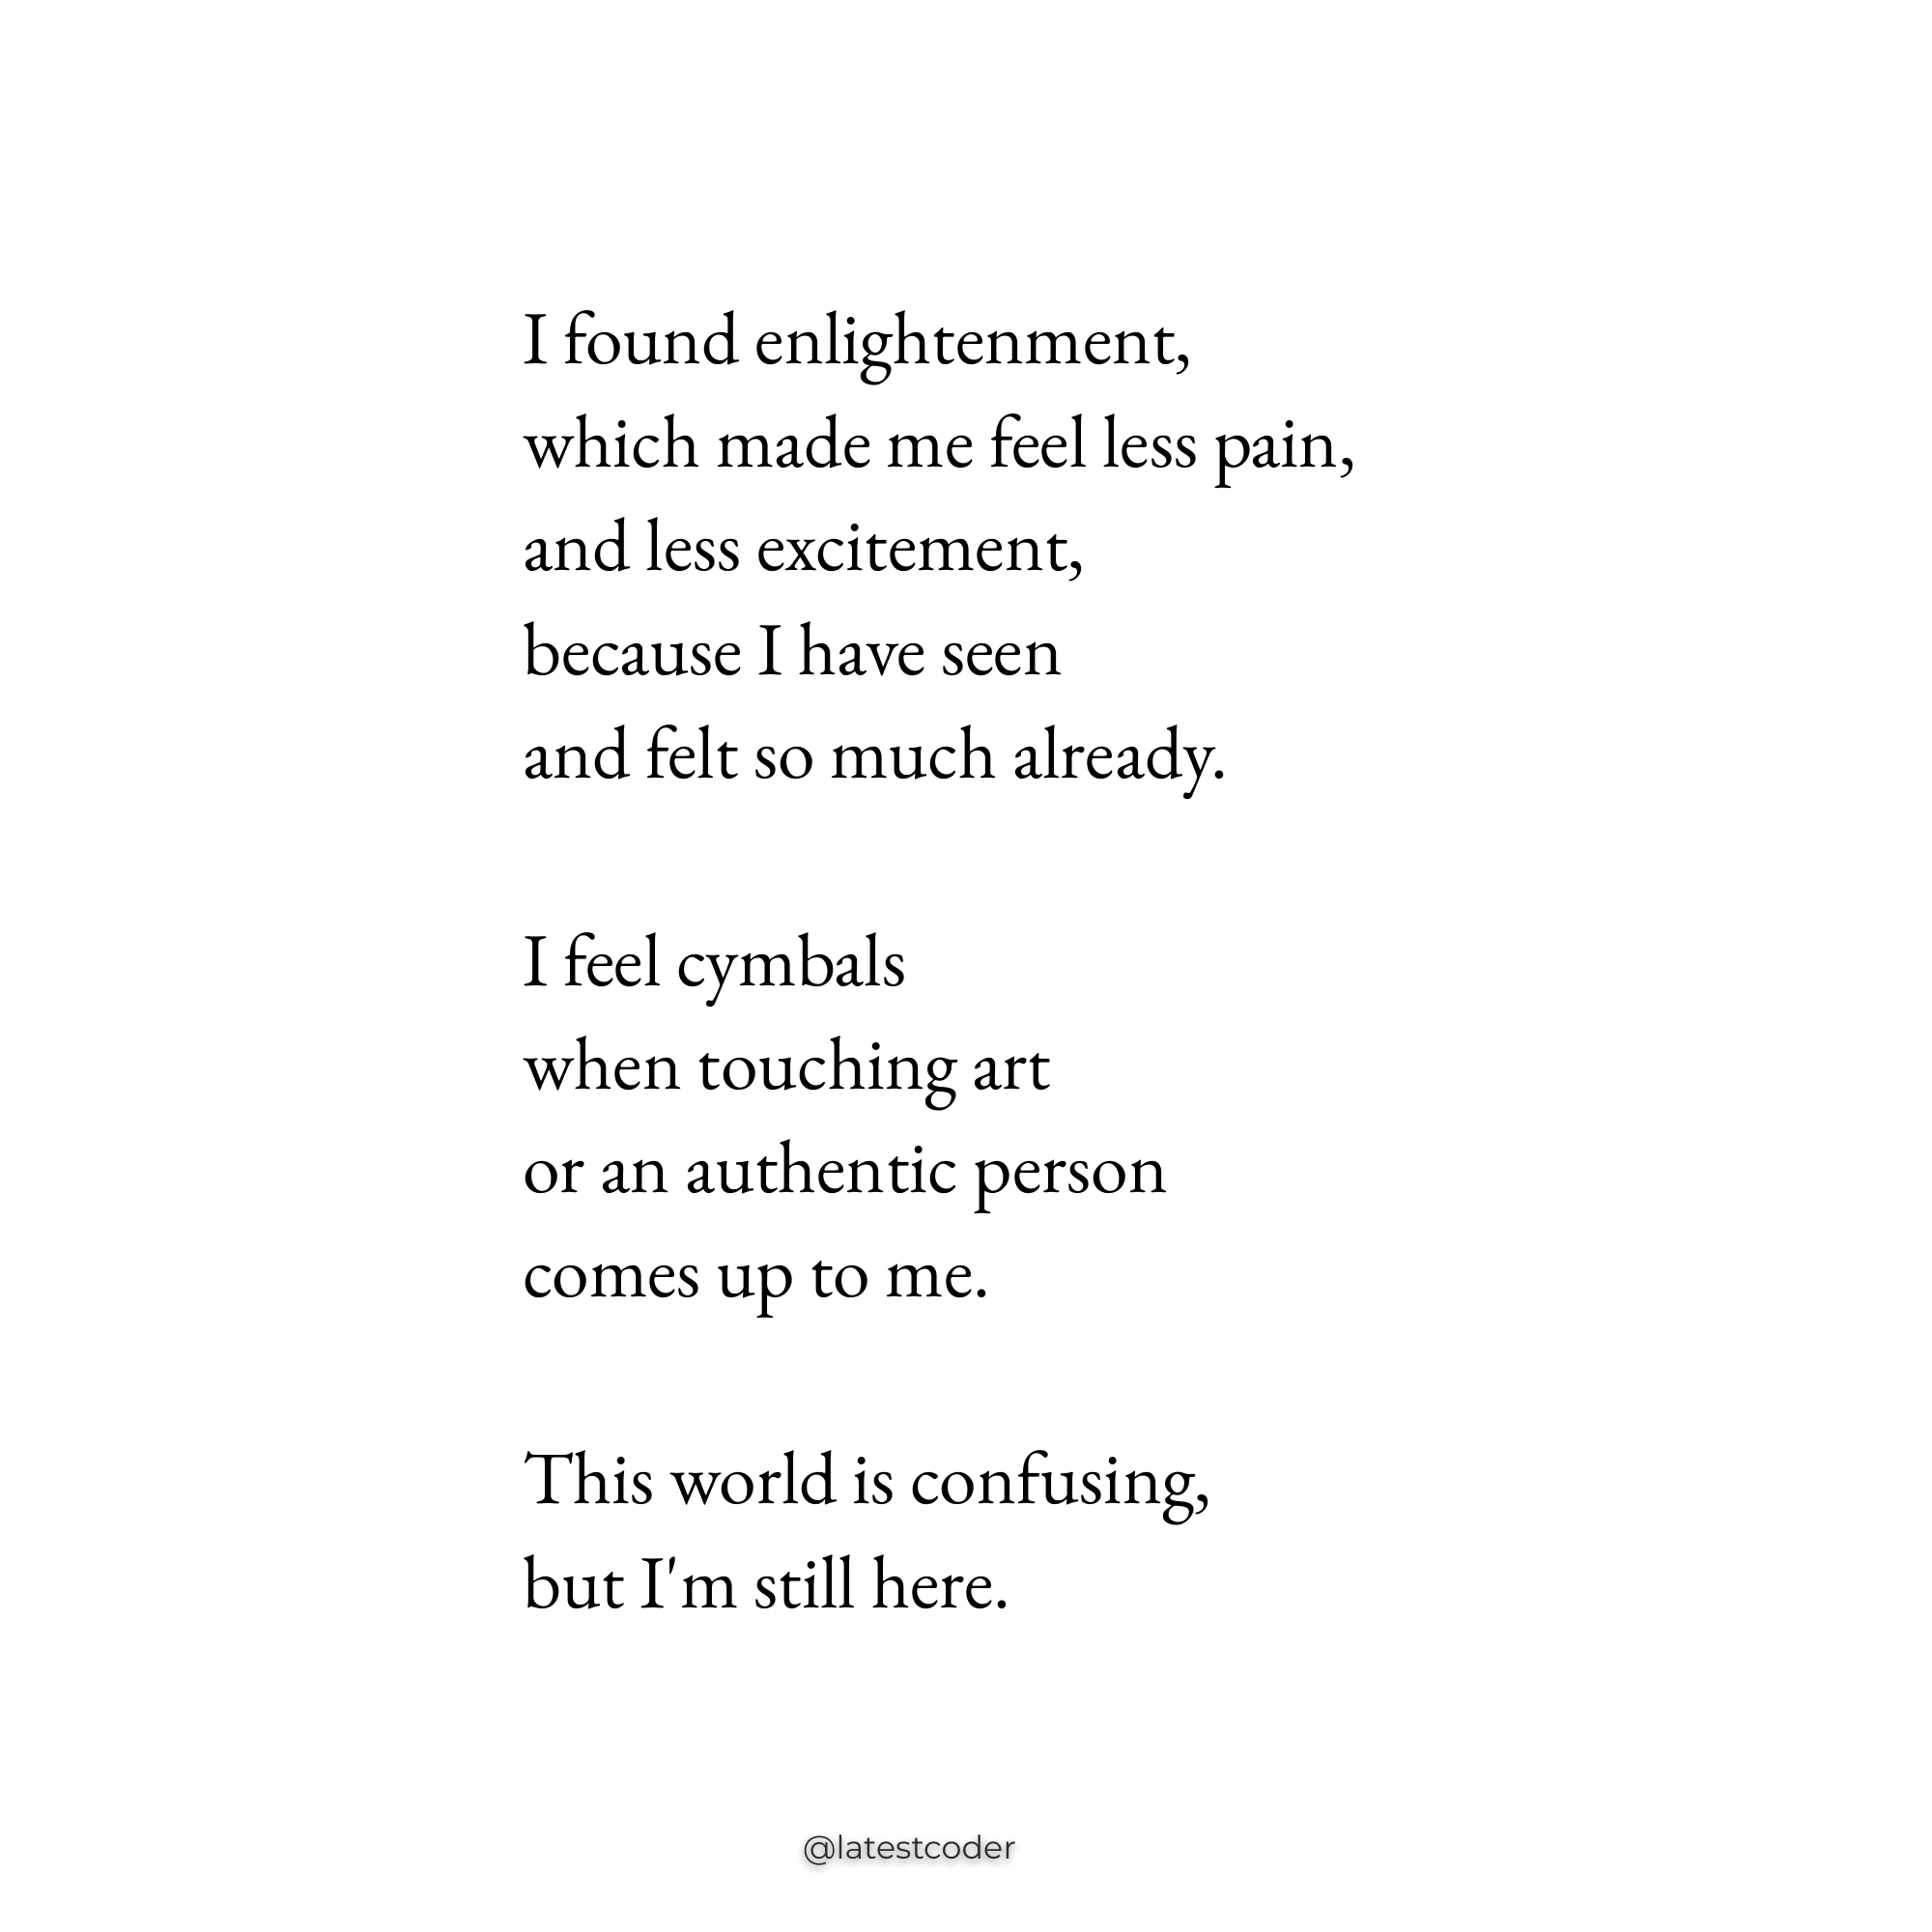 I found enlightenment,
which made me feel less pain,
and less excitement,
because I have seen
and felt so much already.
I feel cymbals
when touching art
or an authentic person
comes up to me.
This world is confusing,
but I'm still here.
@latestcoder